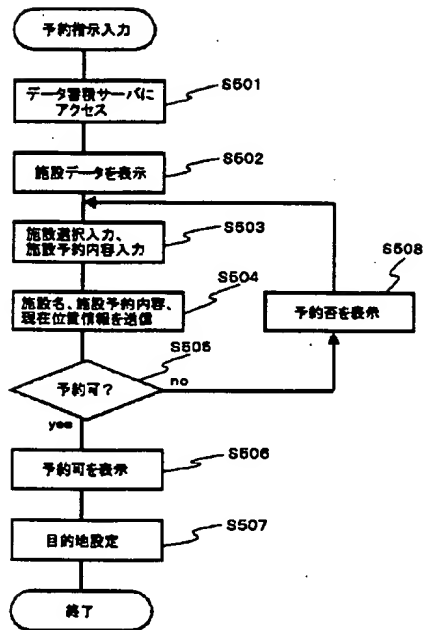 予約指示入力
S501
データ蓄積サーバに
アクセス
S502
施設データを表示
S503
施設選択入力、
施設予約内容入力
S504
施設名、施設予約内容、
現在位置情報を送信
S505
予約可?
no
yes
S508
予約否を表示
S506
予約可を表示
S507
目的地設定
終了